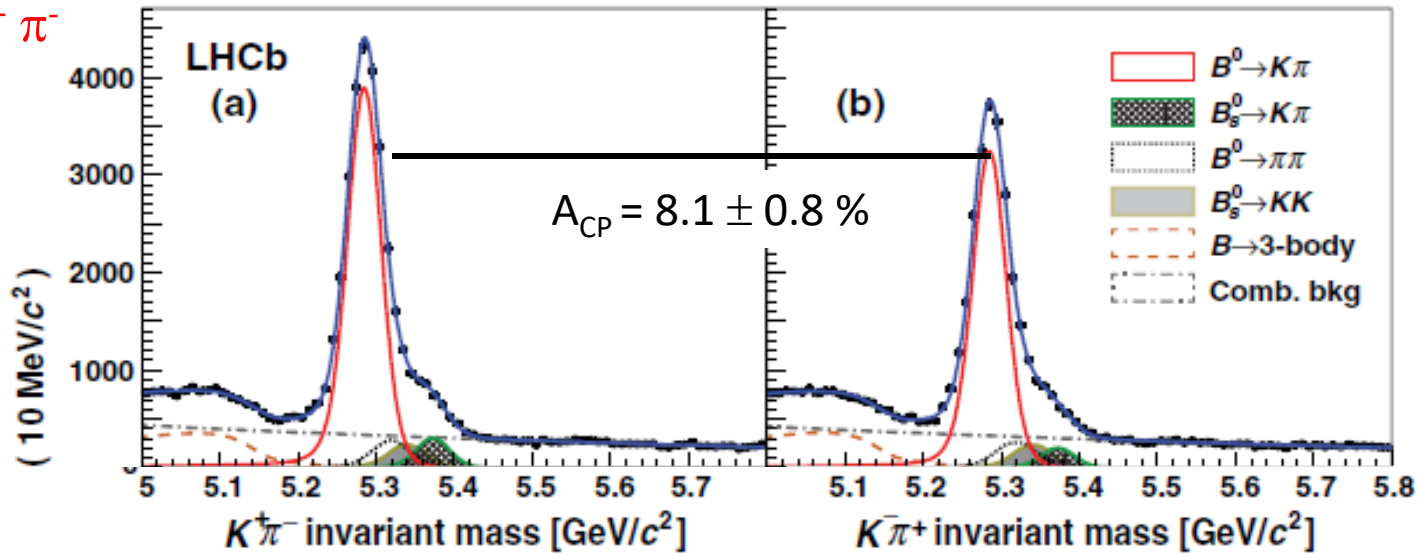 ⁻ π⁻
LHCb
(a)
(b)
B⁰→Kπ
B⁰ₛ→Kπ
B⁰→ππ
B⁰ₛ→KK
B→3-body
Comb. bkg
A_CP = 8.1 ± 0.8 %
4000
3000
2000
1000
( 10 MeV/c² )
5 5.1 5.2 5.3 5.4 5.5 5.6 5.7 5.1 5.2 5.3 5.4 5.5 5.6 5.7 5.8
K⁺π⁻ invariant mass [GeV/c²]
K⁻π⁺ invariant mass [GeV/c²]